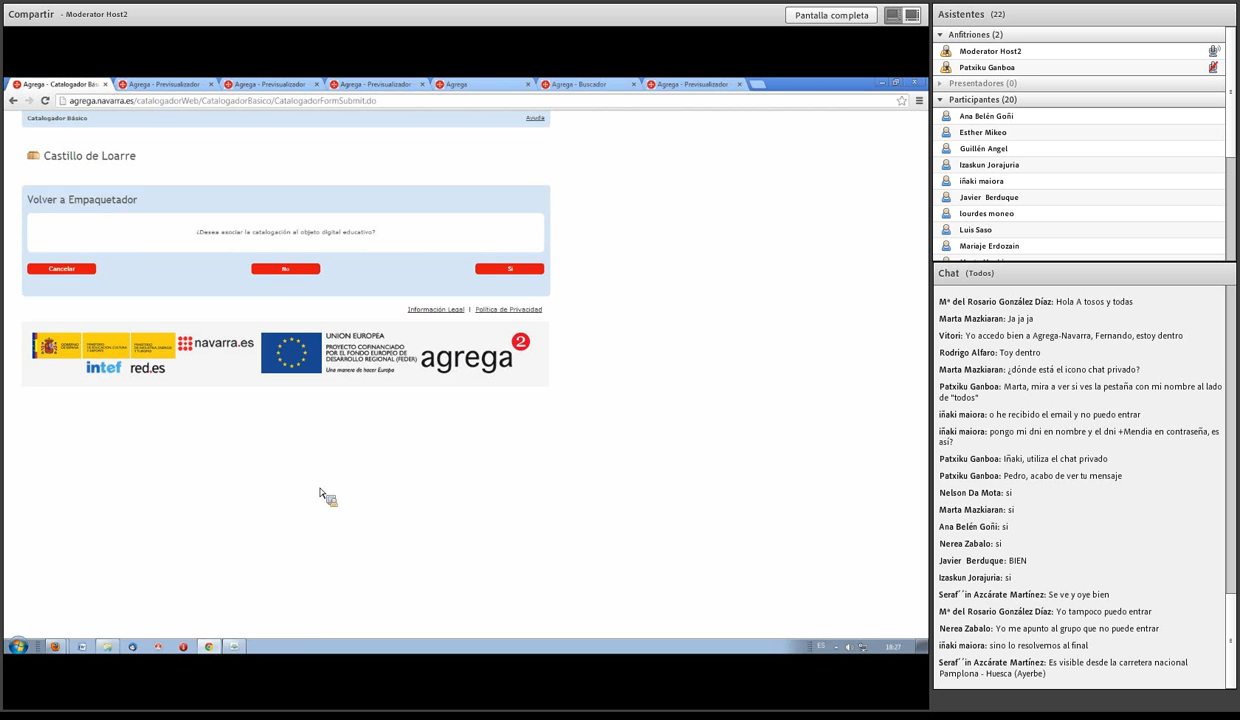 Compartir - Moderator Host2
Pantalla completa
Agrega - Catalogador Bás
Agrega - Previsualizador
Agrega - Previsualizador
Agrega - Previsualizador
Agrega
Agrega - Buscador
Agrega - Previsualizador
agrega.navarra.es/catalogadorWeb/CatalogadorBasico/CatalogadorFormSubmit.do
Catalogador Básico
Ayuda
Castillo de Loarre
Volver a Empaquetador
¿Desea asociar la catalogación al objeto digital educativo?
Cancelar
No
Si
Información Legal | Política de Privacidad
navarra.es
intef red.es
UNION EUROPEA
PROYECTO COFINANCIADO
POR EL FONDO EUROPEO DE
DESARROLLO REGIONAL (FEDER)
Una manera de hacer Europa
agrega 2
ES
18:27
Asistentes (22)
Anfitriones (2)
Moderator Host2
Patxiku Ganboa
Presentadores (0)
Participantes (20)
Ana Belén Goñi
Esther Mikeo
Guillén Angel
Izaskun Jorajuria
iñaki maiora
Javier Berduque
lourdes moneo
Luis Saso
Mariaje Erdozain
Chat (Todos)
Mª del Rosario González Díaz: Hola A tosos y todas
Marta Mazkiaran: Ja ja ja
Vitori: Yo accedo bien a Agrega-Navarra, Fernando, estoy dentro
Rodrigo Alfaro: Toy dentro
Marta Mazkiaran: ¿dónde está el icono chat privado?
Patxiku Ganboa: Marta, mira a ver si ves la pestaña con mi nombre al lado
de "todos"
iñaki maiora: o he recibido el email y no puedo entrar
iñaki maiora: pongo mi dni en nombre y el dni +Mendia en contraseña, es
así?
Patxiku Ganboa: Iñaki, utiliza el chat privado
Patxiku Ganboa: Pedro, acabo de ver tu mensaje
Nelson Da Mota: si
Marta Mazkiaran: si
Ana Belén Goñi: si
Nerea Zabalo: si
Javier Berduque: BIEN
Izaskun Jorajuria: si
Seraf´´in Azcárate Martínez: Se ve y oye bien
Mª del Rosario González Díaz: Yo tampoco puedo entrar
Nerea Zabalo: Yo me apunto al grupo que no puede entrar
iñaki maiora: sino lo resolvemos al final
Seraf´´in Azcárate Martínez: Es visible desde la carretera nacional
Pamplona - Huesca (Ayerbe)